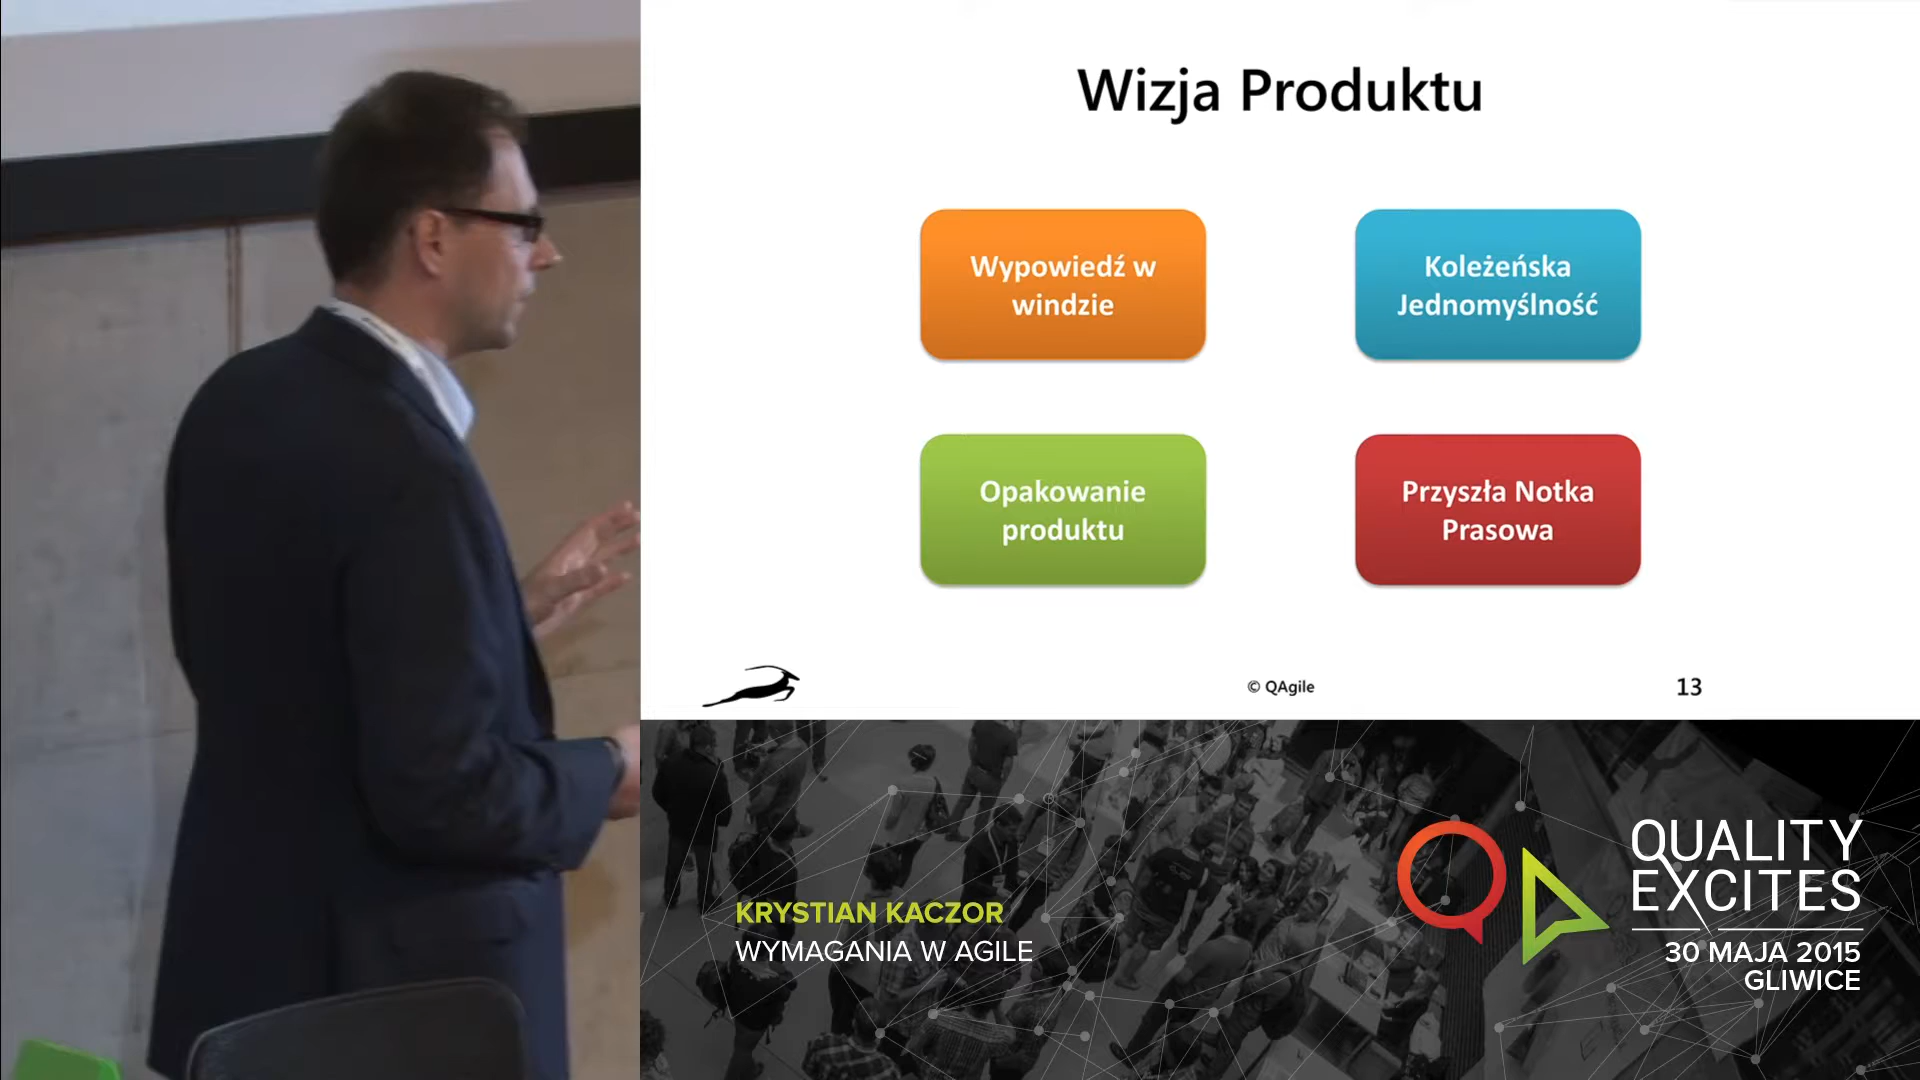 Wizja Produktu
Wypowiedź w
windzie
Koleżeńska
Jednomyślność
Opakowanie
produktu
Przyszła Notka
Prasowa
© QAgile
13
KRYSTIAN KACZOR
WYMAGANIA W AGILE
QUALITY
EXCITES
30 MAJA 2015
GLIWICE